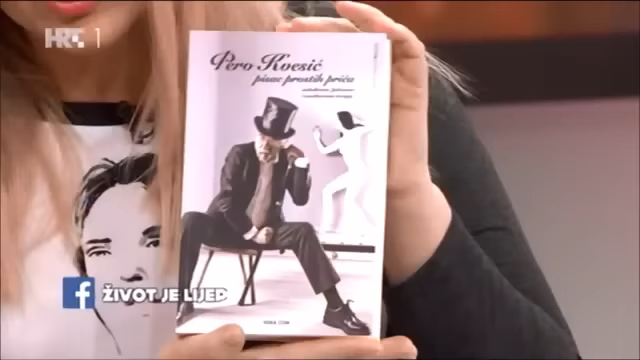 HRT 1
Pero Kvesić
pisac prostih priča
ŽIVOT JE LIJEP